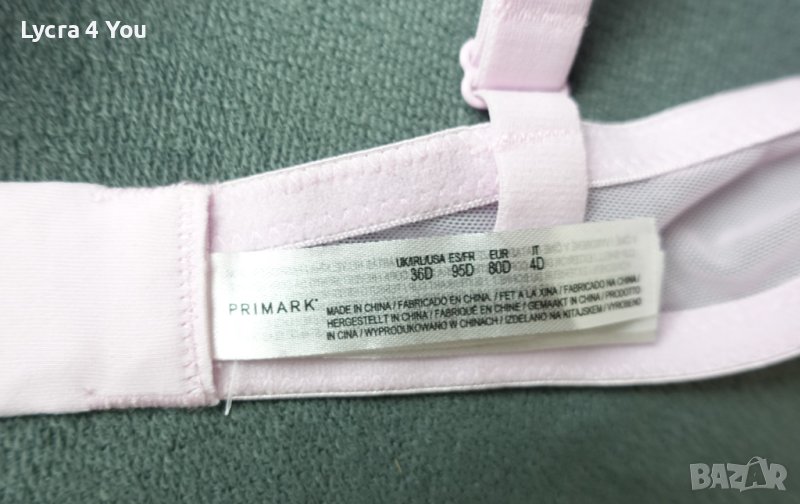 Lycra 4 You
UK/IRL/USA ES/FR EUR IT
36D 95D 80D 4D
PRIMARK
MADE IN CHINA / FABRICADO EN CHINA. / FET A LA XINA / FABRICADO NA CHINA /
HERGESTELLT IN CHINA / FABRIQUÉ EN CHINE / GEMAAKT IN CHINA / PRODOTTO
IN CINA / WYPRODUKOWANO W CHINACH / IZDELANO NA KITAJSKEM / VYROBENO
BAZAR
bg